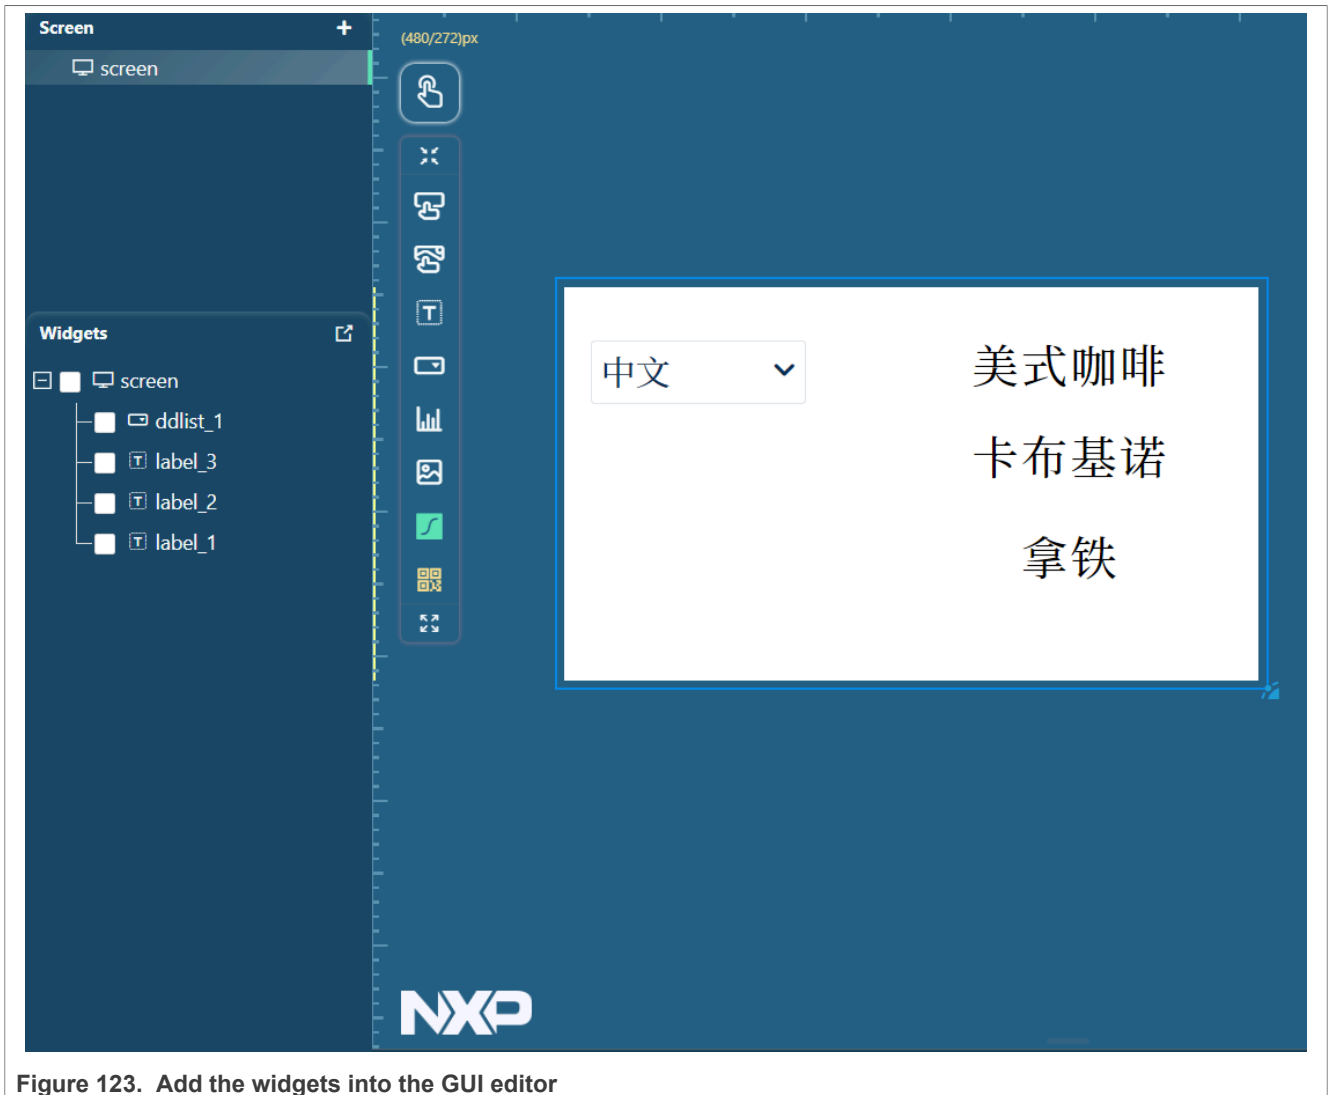 Screen
screen
(480/272)px
Widgets
screen
ddlist_1
label_3
label_2
label_1
中文
美式咖啡
卡布基诺
拿铁
NXP
Figure 123. Add the widgets into the GUI editor